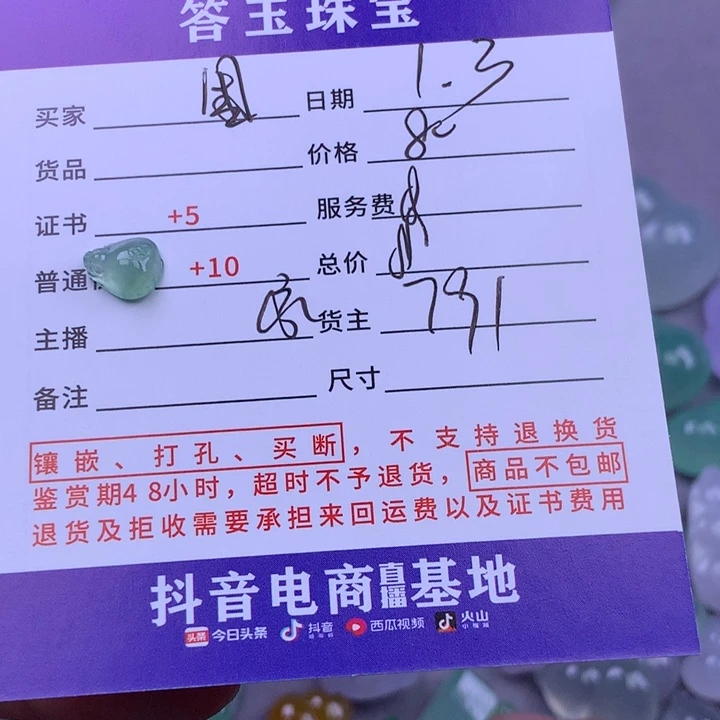 答玉珠宝
买家 日期 1.3
货品 价格 80
证书 +5 服务费
普通 +10 总价
主播 货主 791
备注 尺寸
镶嵌、打孔、买断，不支持退换货
鉴赏期48小时，超时不予退货，商品不包邮
退货及拒收需要承担来回运费以及证书费用
抖音电商直播基地
头条 今日头条 抖音 西瓜视频 火山